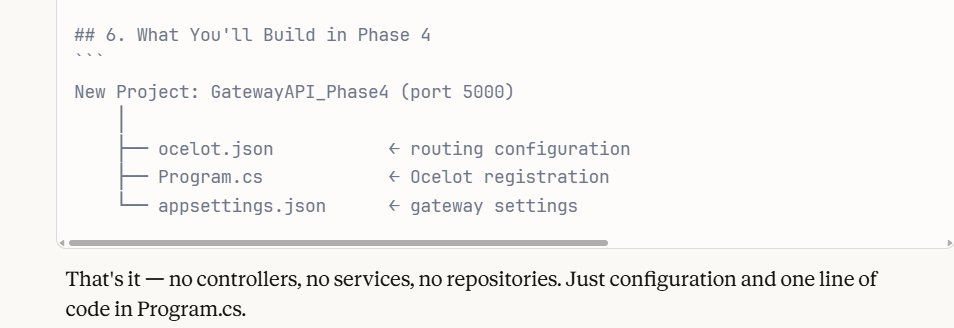 ## 6. What You'll Build in Phase 4
```
New Project: GatewayAPI_Phase4 (port 5000)
│
├── ocelot.json ← routing configuration
├── Program.cs ← Ocelot registration
└── appsettings.json ← gateway settings
That's it — no controllers, no services, no repositories. Just configuration and one line of
code in Program.cs.